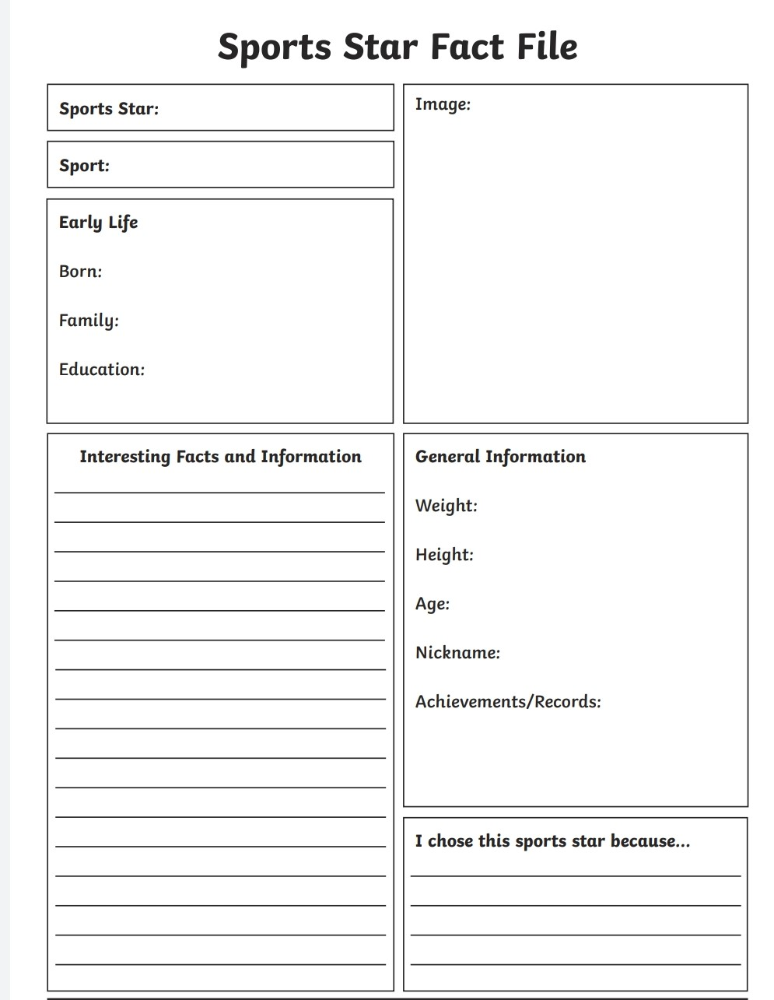 Sports Star Fact File
Sports Star:
Sport:
Early Life
Born:
Family:
Education:
Image:
Interesting Facts and Information
General Information
Weight:
Height:
Age:
Nickname:
Achievements/Records:
I chose this sports star because...